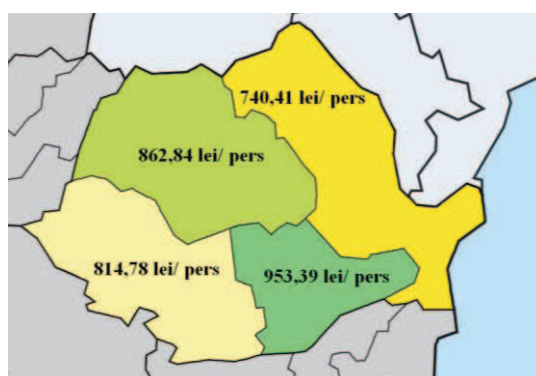 740,41 lei/ pers
862,84 lei/ pers
814,78 lei/ pers
953,39 lei/ pers